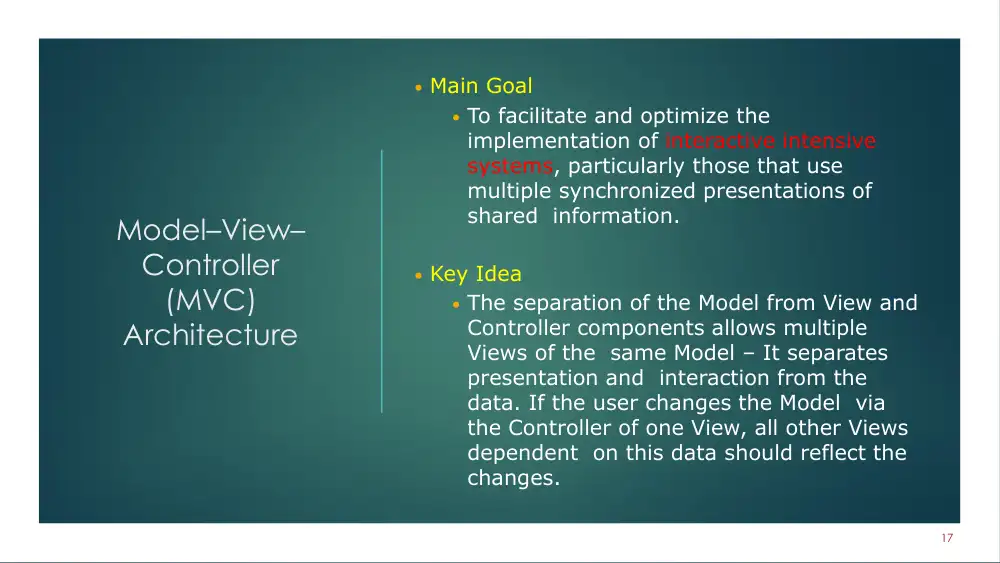 Model–View–
Controller
(MVC)
Architecture
• Main Goal
• To facilitate and optimize the
implementation of interactive intensive
systems, particularly those that use
multiple synchronized presentations of
shared  information.
• Key Idea
• The separation of the Model from View and
Controller components allows multiple
Views of the  same Model – It separates
presentation and  interaction from the
data. If the user changes the Model  via
the Controller of one View, all other Views
dependent  on this data should reflect the
changes.
17